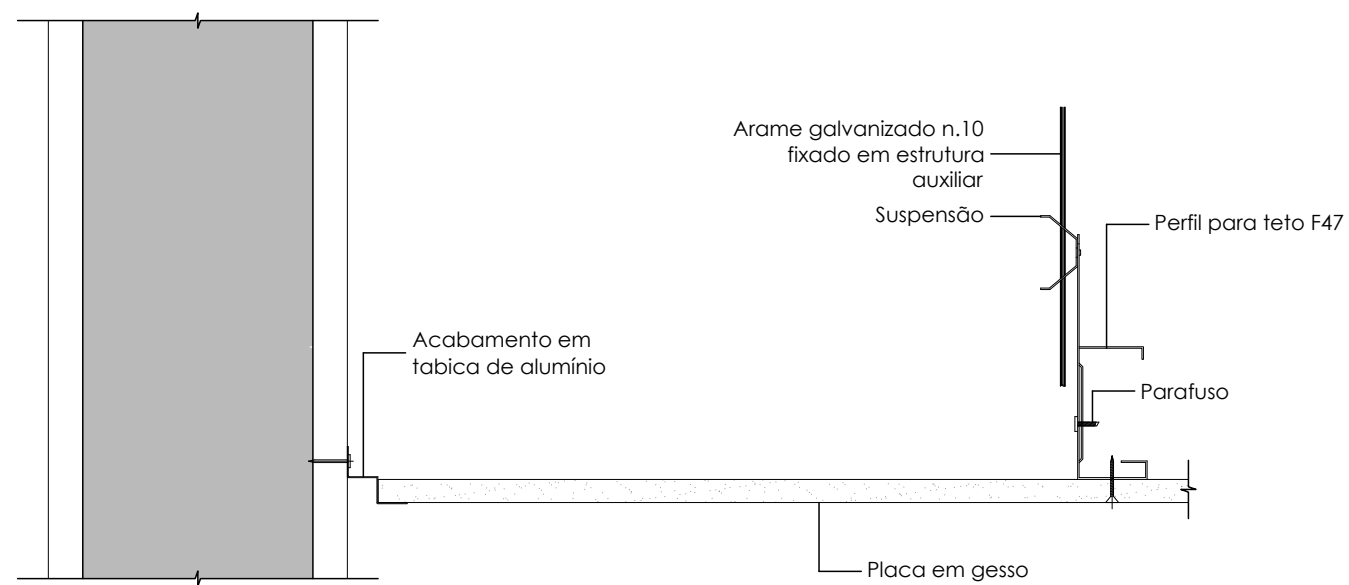 Arame galvanizado n.10
fixado em estrutura
auxiliar
Suspensão
Perfil para teto F47
Acabamento em
tabica de alumínio
Parafuso
Placa em gesso